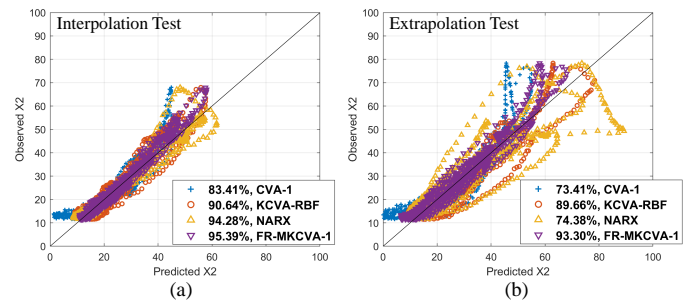 Interpolation Test
100
90
80
70
60
50
40
30
20
10
0
Observed X2
0 20 40 60 80 100
Predicted X2
83.41%, CVA-1
90.64%, KCVA-RBF
94.28%, NARX
95.39%, FR-MKCVA-1
(a)
Extrapolation Test
100
90
80
70
60
50
40
30
20
10
0
Observed X2
0 20 40 60 80 100
Predicted X2
73.41%, CVA-1
89.66%, KCVA-RBF
74.38%, NARX
93.30%, FR-MKCVA-1
(b)